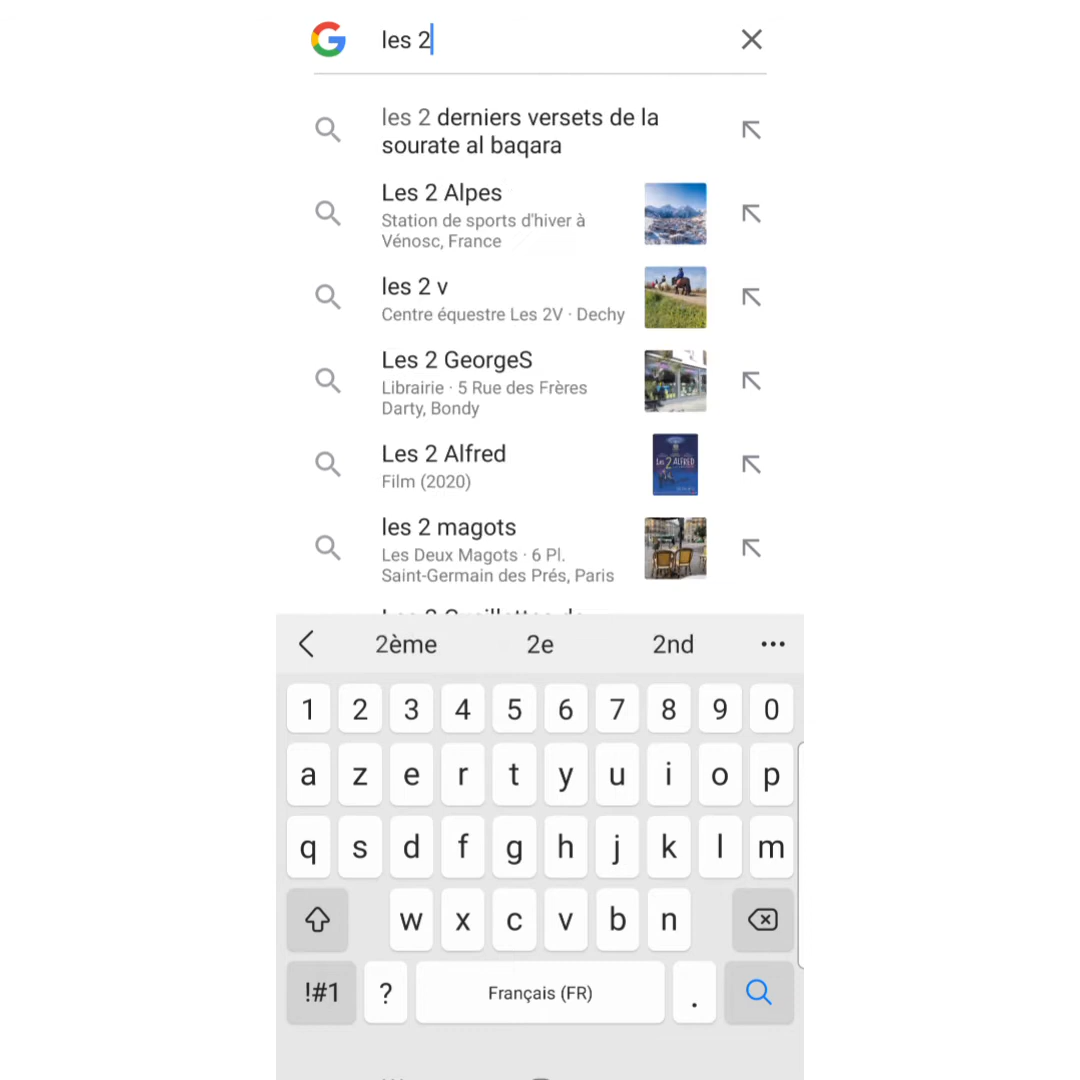 les 2
les 2 derniers versets de la
sourate al baqara
Les 2 Alpes
Station de sports d'hiver à
Vénosc, France
les 2 v
Centre équestre Les 2V · Dechy
Les 2 GeorgeS
Librairie · 5 Rue des Frères
Darty, Bondy
Les 2 Alfred
Film (2020)
Les 2 ALFRED
les 2 magots
Les Deux Magots · 6 Pl.
Saint-Germain des Prés, Paris
2ème 2e 2nd
1 2 3 4 5 6 7 8 9 0
a z e r t y u i o p
q s d f g h j k l m
w x c v b n
!#1 ? Français (FR) .